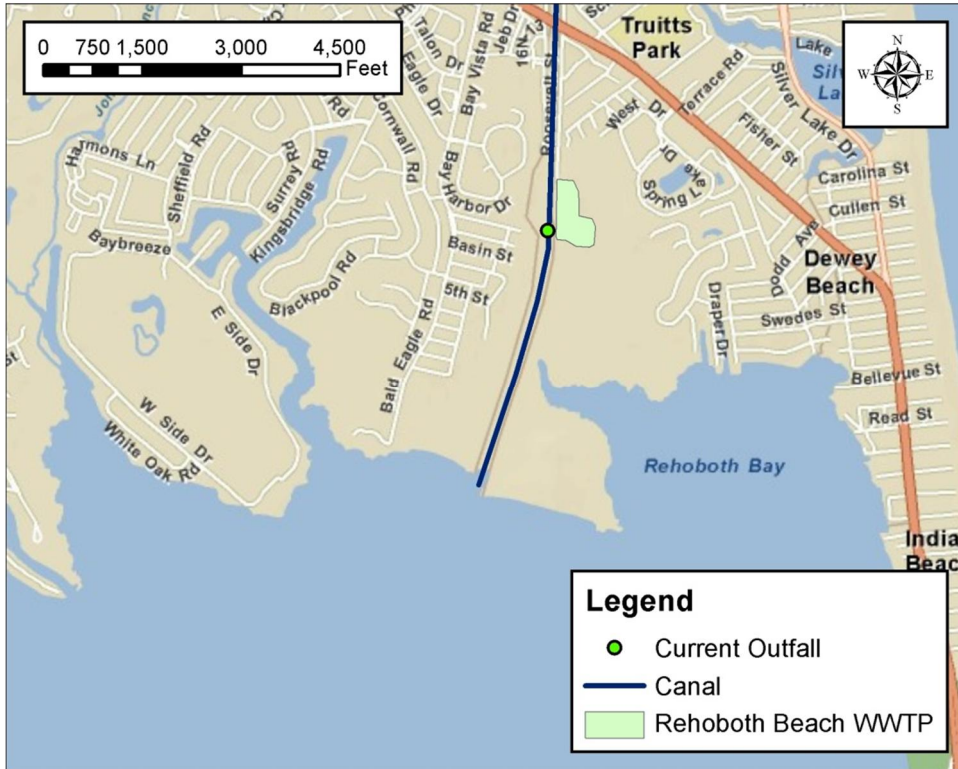 0 750 1,500 3,000 4,500
Feet
N
W E
S
Truitts
Park
Lake
Talon Dr
Eagle Dr
Bay Vista Rd
Jeb Dr
16N-73
Roosevelt St
West Dr
Terrace Rd
Silver Lake Dr
Fisher St
Harmons Ln
Sheffield Rd
Surrey Rd
Kingsbridge Rd
Cornwall Rd
Bay Harbor Dr
Spring Lake Dr
Carolina St
Cullen St
Baybreeze
Basin St
Dodd Ave
Dewey
Beach
Blackpool Rd
5th St
E Side Dr
Bald Eagle Rd
Draper Dr
Swedes St
Bellevue St
Read St
W Side Dr
White Oak Rd
Rehoboth Bay
India
Beac
Legend
Current Outfall
Canal
Rehoboth Beach WWTP